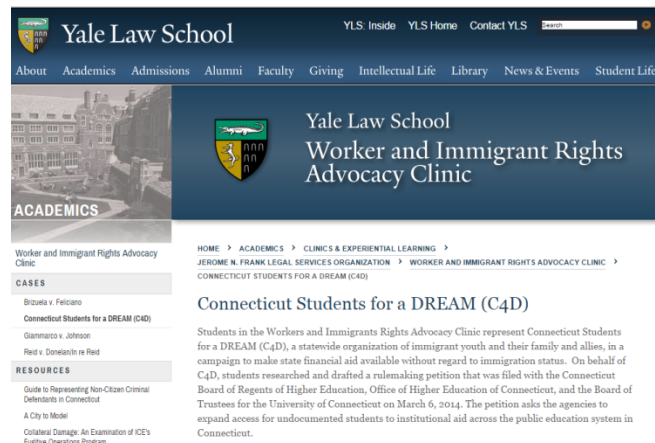 Yale Law School
YLS: Inside YLS Home Contact YLS Search
About Academics Admissions Alumni Faculty Giving Intellectual Life Library News & Events Student Life
Yale Law School
Worker and Immigrant Rights
Advocacy Clinic
ACADEMICS
Worker and Immigrant Rights Advocacy
Clinic
CASES
Brizuela v. Feliciano
Connecticut Students for a DREAM (C4D)
Giammarco v. Johnson
Reid v. Donelan/In re Reid
RESOURCES
Guide to Representing Non-Citizen Criminal
Defendants in Connecticut
A City to Model
Collateral Damage: An Examination of ICE's
Fugitive Operations Program
HOME > ACADEMICS > CLINICS & EXPERIENTIAL LEARNING >
JEROME N. FRANK LEGAL SERVICES ORGANIZATION > WORKER AND IMMIGRANT RIGHTS ADVOCACY CLINIC >
CONNECTICUT STUDENTS FOR A DREAM (C4D)
Connecticut Students for a DREAM (C4D)
Students in the Workers and Immigrants Rights Advocacy Clinic represent Connecticut Students
for a DREAM (C4D), a statewide organization of immigrant youth and their family and allies, in a
campaign to make state financial aid available without regard to immigration status. On behalf of
C4D, students researched and drafted a rulemaking petition that was filed with the Connecticut
Board of Regents of Higher Education, Office of Higher Education of Connecticut, and the Board of
Trustees for the University of Connecticut on March 6, 2014. The petition asks the agencies to
expand access for undocumented students to institutional aid across the public education system in
Connecticut.